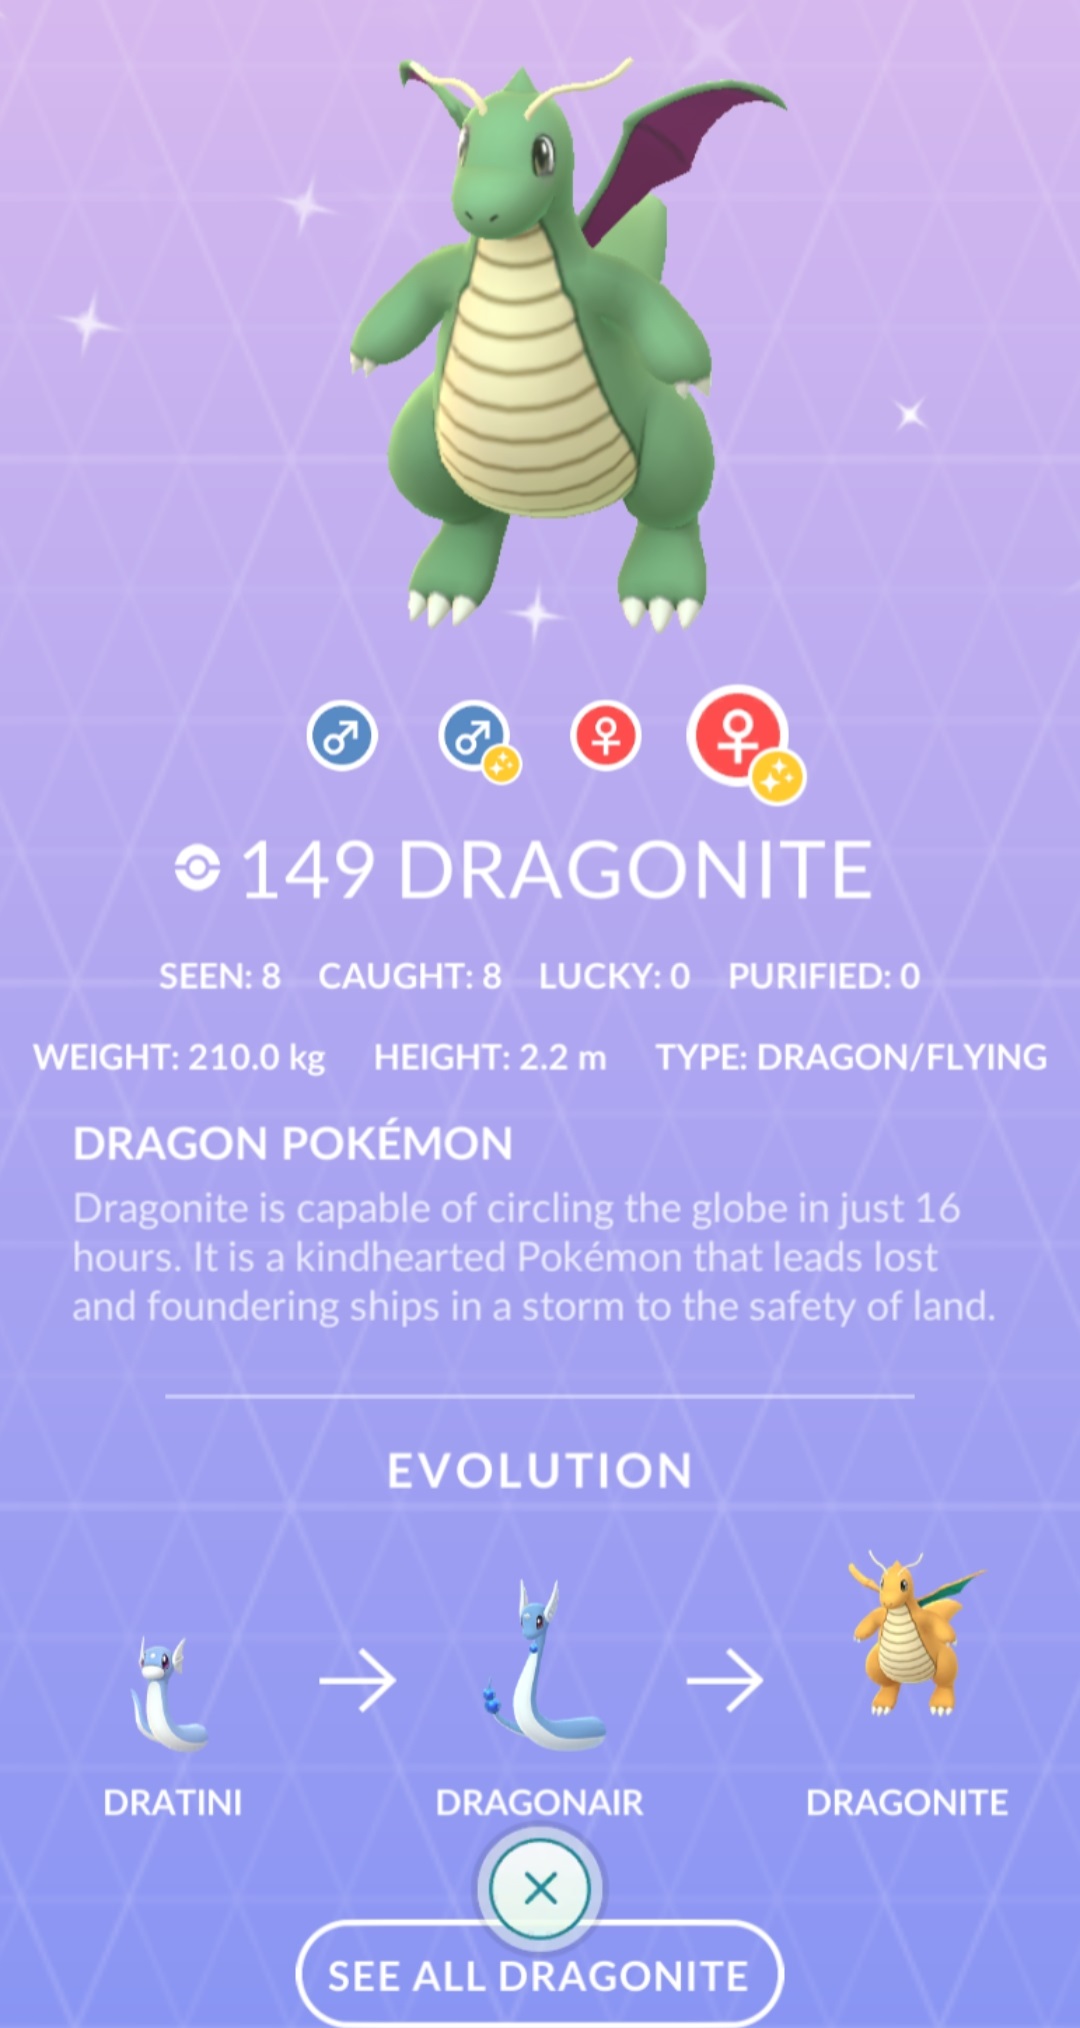 149 DRAGONITE
SEEN: 8 CAUGHT: 8 LUCKY: 0 PURIFIED: 0
WEIGHT: 210.0 kg HEIGHT: 2.2 m TYPE: DRAGON/FLYING
DRAGON POKÉMON
Dragonite is capable of circling the globe in just 16
hours. It is a kindhearted Pokémon that leads lost
and foundering ships in a storm to the safety of land.
EVOLUTION
DRATINI DRAGONAIR DRAGONITE
SEE ALL DRAGONITE